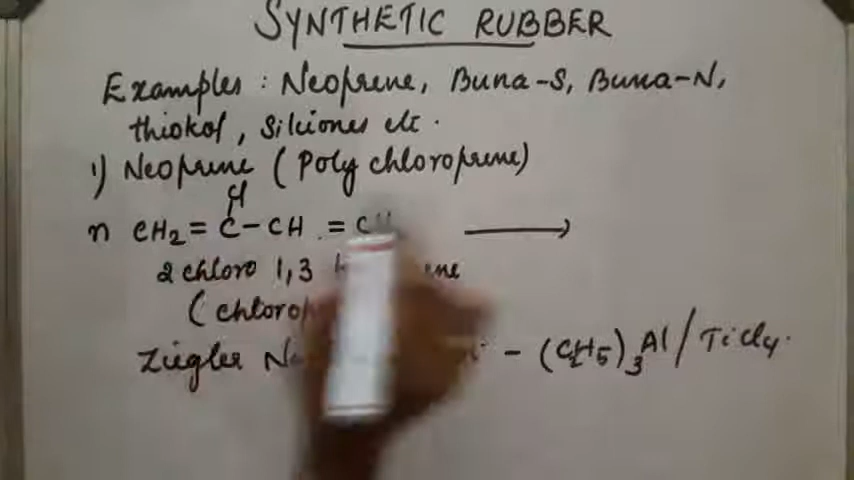 SYNTHETIC RUBBER
Examples : Neoprene, Buna-S, Buna-N,
thiokol, Silicones etc.
1) Neoprene (Poly chloroprene)
Cl
n CH2 = C - CH = CH
2 chloro 1,3
Ziegler - (C2H5)3Al / TiCl4.